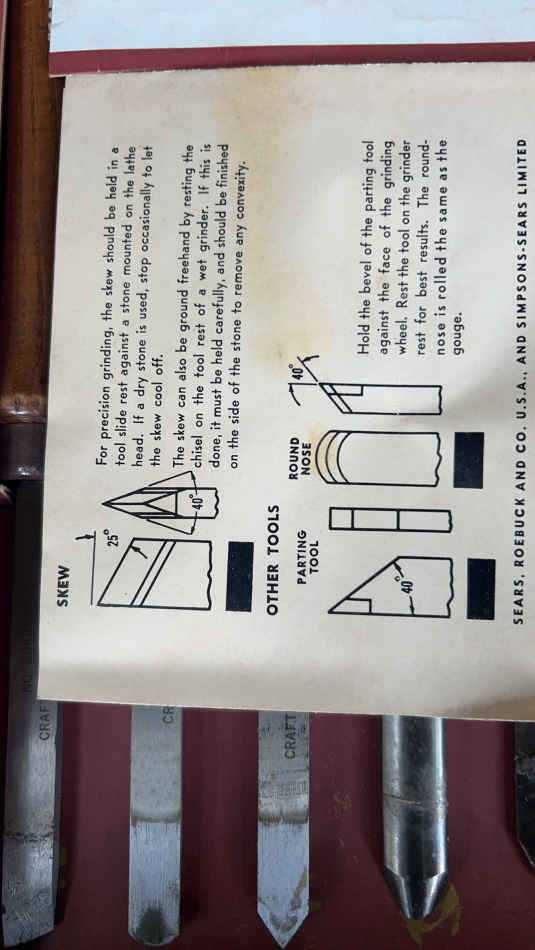 SKEW
25°
40°
For precision grinding, the skew should be held in a
tool slide rest against a stone mounted on the lathe
head. If a dry stone is used, stop occasionally to let
the skew cool off.
The skew can also be ground freehand by resting the
chisel on the tool rest of a wet grinder. If this is
done, it must be held carefully, and should be finished
on the side of the stone to remove any convexity.
OTHER TOOLS
PARTING
TOOL
40°
ROUND
NOSE
40°
Hold the bevel of the parting tool
against the face of the grinding
wheel. Rest the tool on the grinder
rest for best results. The round-
nose is rolled the same as the
gouge.
SEARS, ROEBUCK AND CO. U.S.A., AND SIMPSONS-SEARS LIMITED
CRAF
CR
CRAFT